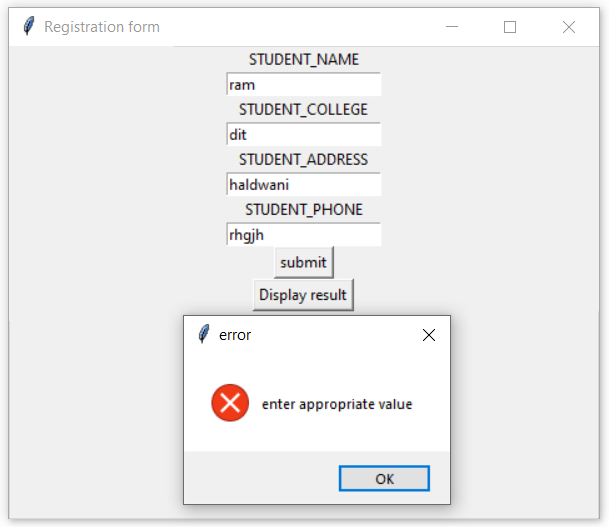 Registration form
STUDENT_NAME
ram
STUDENT_COLLEGE
dit
STUDENT_ADDRESS
haldwani
STUDENT_PHONE
rhgjh
submit
Display result
error
enter appropriate value
OK